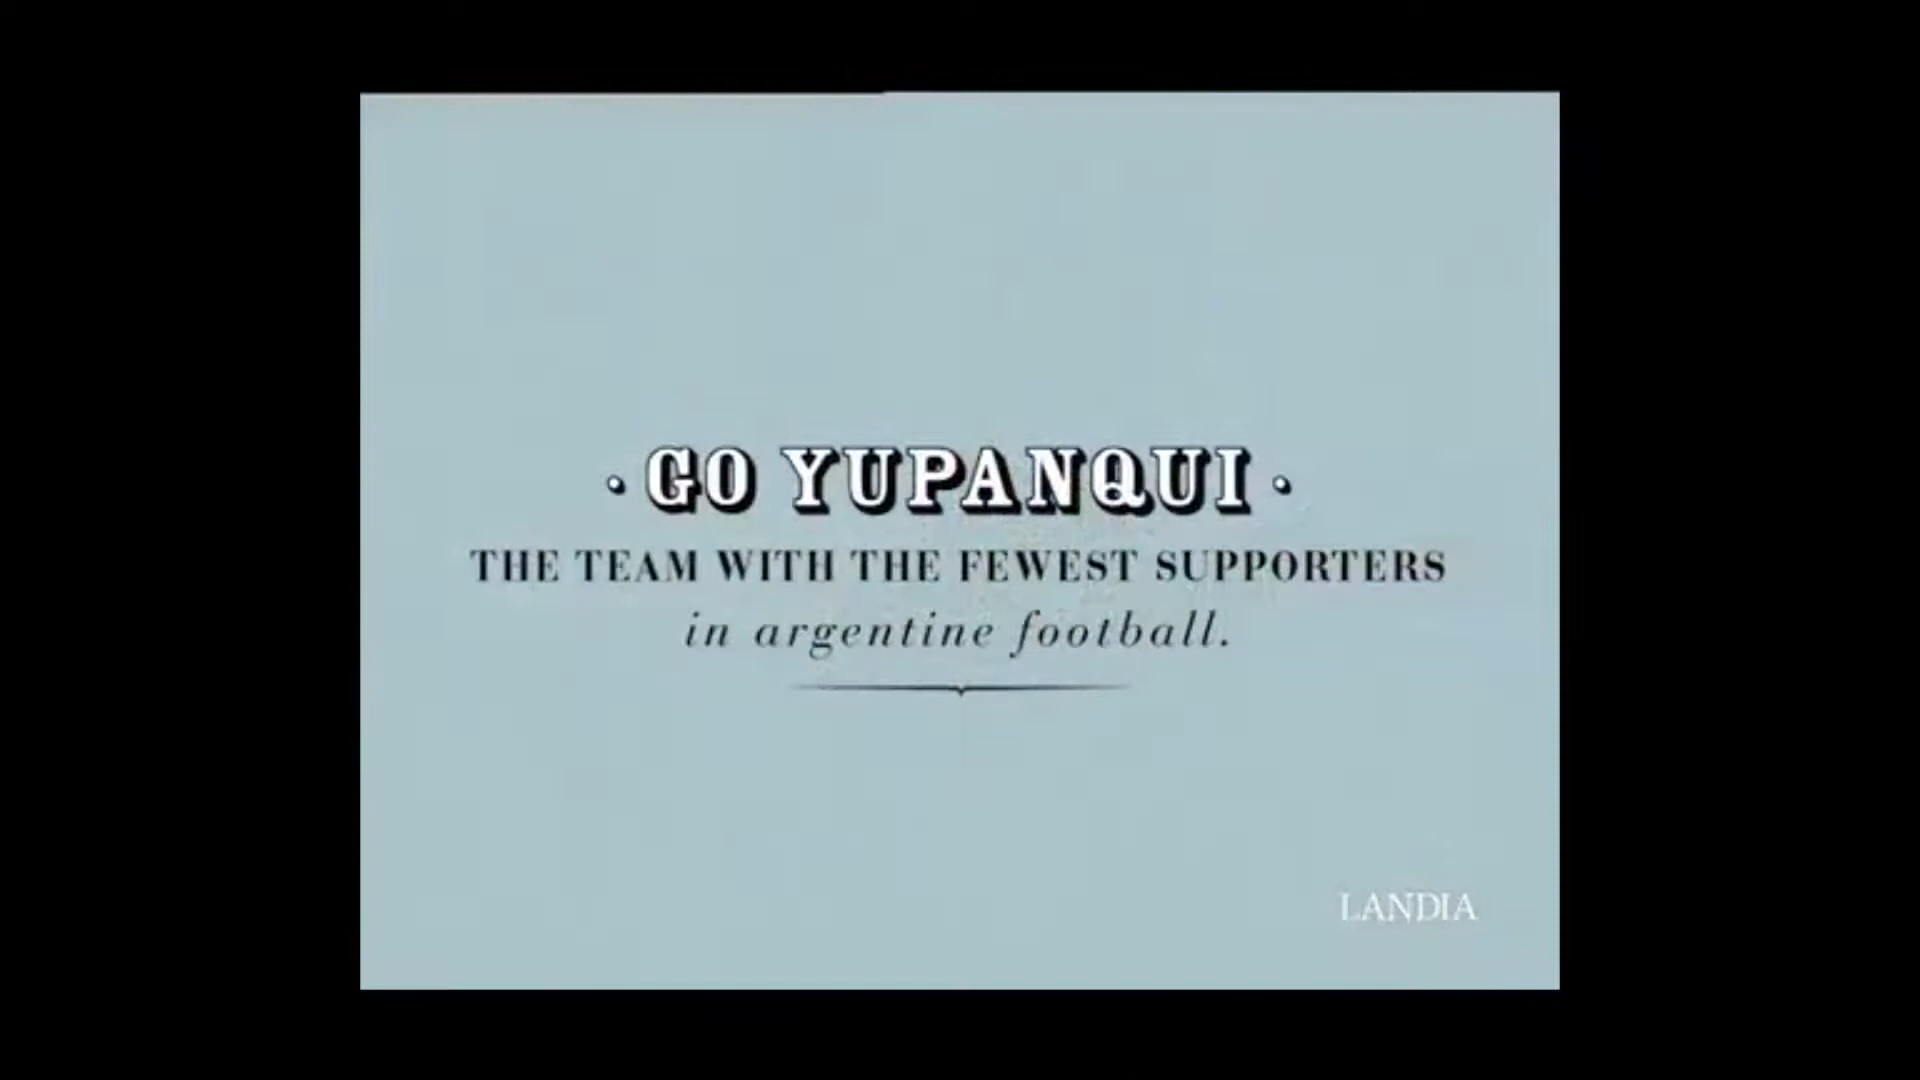 · GO YUPANQUI ·
THE TEAM WITH THE FEWEST SUPPORTERS
in argentine football.
LANDIA